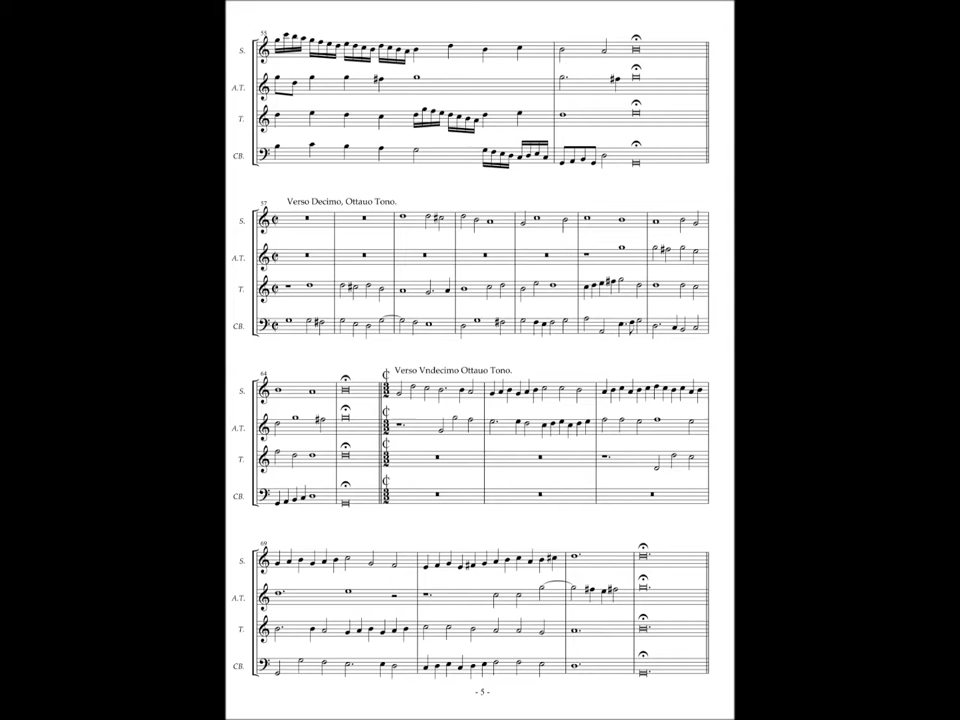 55
S.
A.T.
T.
CB.
57
Verso Decimo, Ottauo Tono.
S.
A.T.
T.
CB.
64
Verso Vndecimo Ottauo Tono.
S.
A.T.
T.
CB.
69
S.
A.T.
T.
CB.
- 5 -